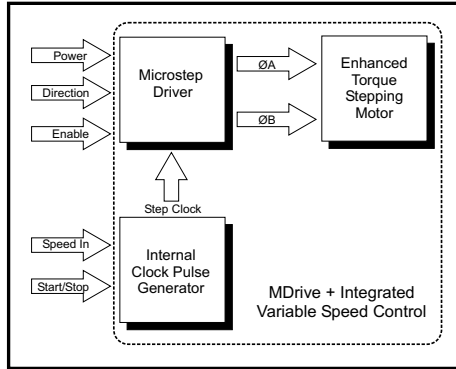 Power
Direction
Enable
Microstep
Driver
ØA
ØB
Enhanced
Torque
Stepping
Motor
Step Clock
Speed In
Start/Stop
Internal
Clock Pulse
Generator
MDrive + Integrated
Variable Speed Control